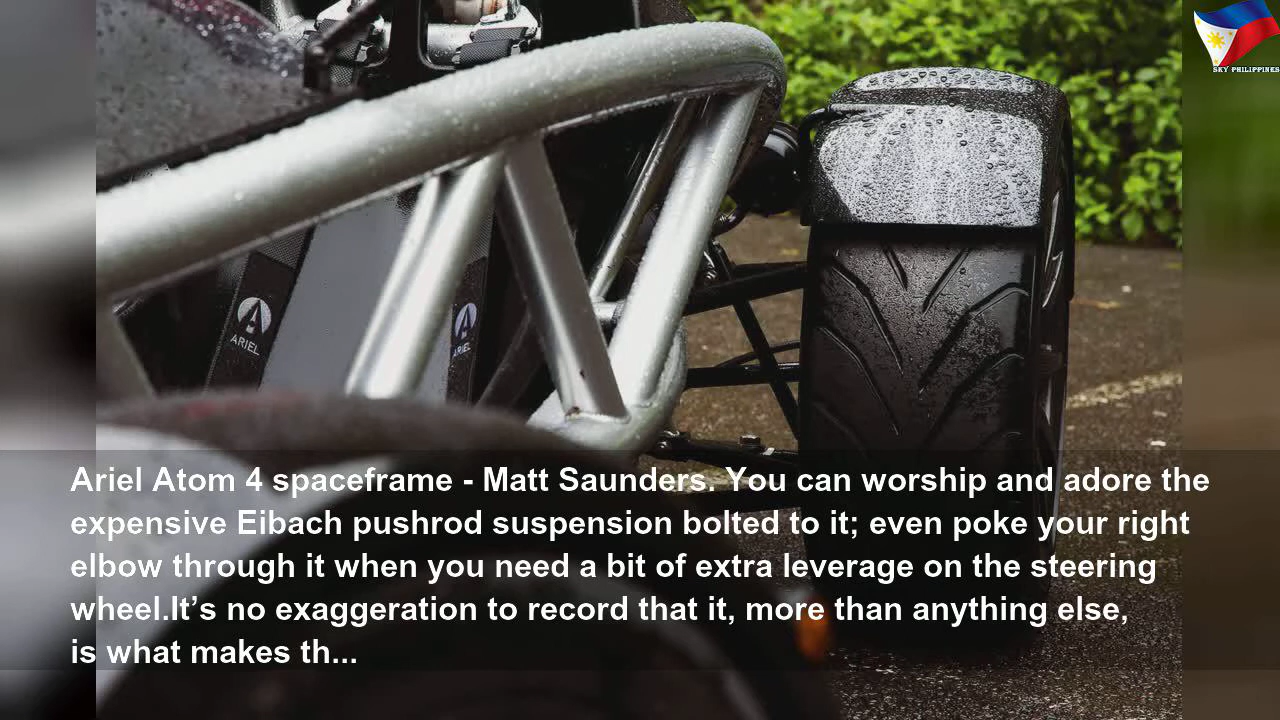 SKY PHILIPPINES
ARIEL
ARIEL
Ariel Atom 4 spaceframe - Matt Saunders. You can worship and adore the
expensive Eibach pushrod suspension bolted to it; even poke your right
elbow through it when you need a bit of extra leverage on the steering
wheel.It’s no exaggeration to record that it, more than anything else,
is what makes th...